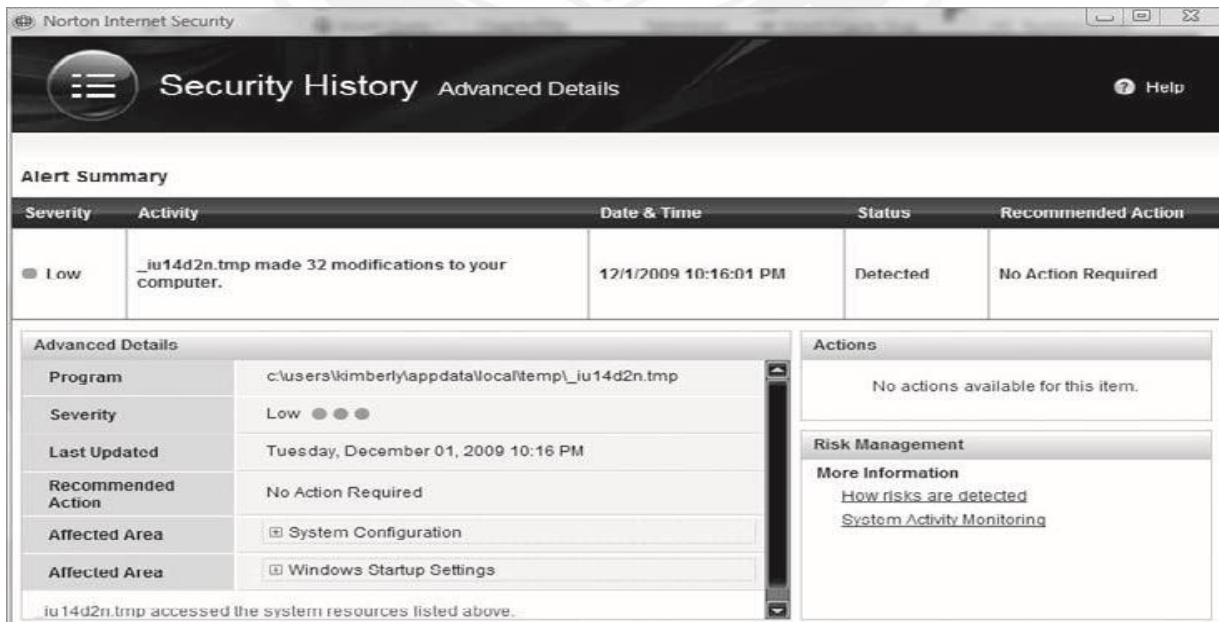 Norton Internet Security
Security History Advanced Details
Help
Alert Summary
Severity Activity Date & Time Status Recommended Action
Low _iu14d2n.tmp made 32 modifications to your computer. 12/1/2009 10:16:01 PM Detected No Action Required
Advanced Details
Program c:\users\kimberly\appdata\local\temp\_iu14d2n.tmp
Severity Low
Last Updated Tuesday, December 01, 2009 10:16 PM
Recommended Action No Action Required
Affected Area System Configuration
Affected Area Windows Startup Settings
_iu14d2n.tmp accessed the system resources listed above.
Actions
No actions available for this item.
Risk Management
More Information
How risks are detected
System Activity Monitoring